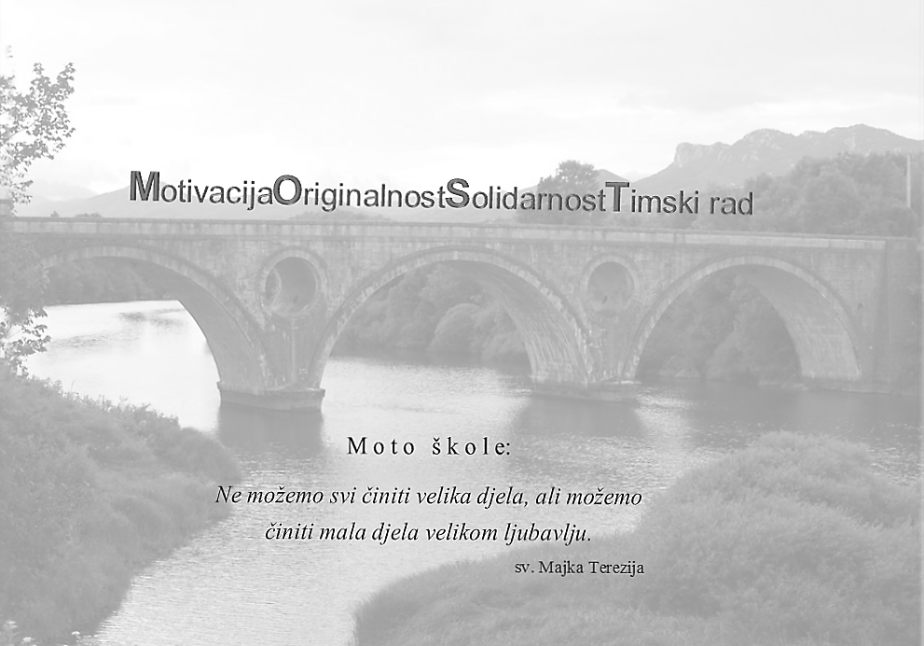 MotivacijaOriginalnostSolidarnostTimski rad
Moto škole:
Ne možemo svi činiti velika djela, ali možemo
činiti mala djela velikom ljubavlju.
sv. Majka Terezija